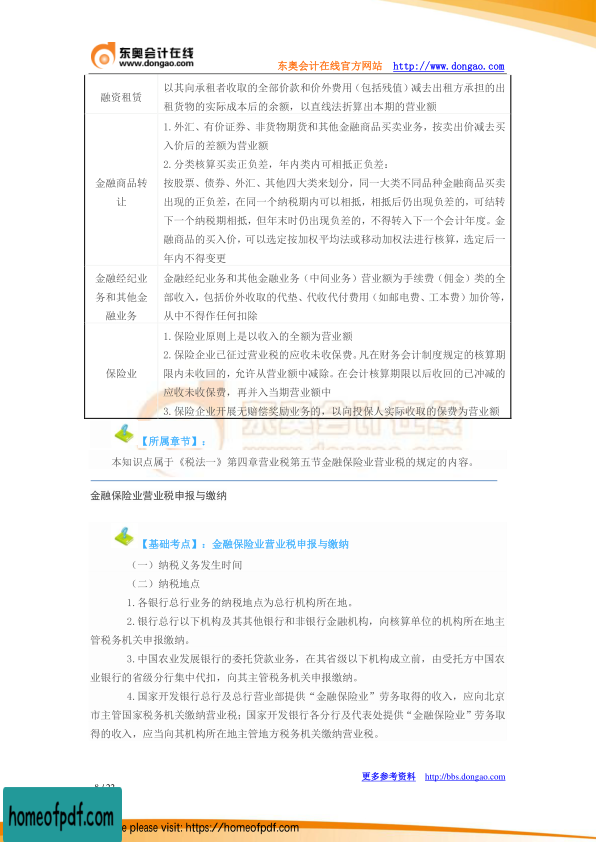 东奥会计在线
www.dongao.com
东奥会计在线官方网站 http://www.dongao.com
融资租赁
以其向承租者收取的全部价款和价外费用（包括残值）减去出租方承担的出
租货物的实际成本后的余额，以直线法折算出本期的营业额
金融商品转
让
1.外汇、有价证券、非货物期货和其他金融商品买卖业务，按卖出价减去买
入价后的差额为营业额
2.分类核算买卖正负差，年内类内可相抵正负差：
按股票、债券、外汇、其他四大类来划分，同一大类不同品种金融商品买卖
出现的正负差，在同一个纳税期内可以相抵，相抵后仍出现负差的，可结转
下一个纳税期相抵，但年末时仍出现负差的，不得转入下一个会计年度。金
融商品的买入价，可以选定按加权平均法或移动加权法进行核算，选定后一
年内不得变更
金融经纪业
务和其他金
融业务
金融经纪业务和其他金融业务（中间业务）营业额为手续费（佣金）类的全
部收入，包括价外收取的代垫、代收代付费用（如邮电费、工本费）加价等，
从中不得作任何扣除
保险业
1.保险业原则上是以收入的全额为营业额
2.保险企业已征过营业税的应收未收保费。凡在财务会计制度规定的核算期
限内未收回的，允许从营业额中减除。在会计核算期限以后收回的已冲减的
应收未收保费，再并入当期营业额中
3.保险企业开展无赔偿奖励业务的，以向投保人实际收取的保费为营业额
东奥会计在线
www.dongao.com
【所属章节】：
本知识点属于《税法一》第四章营业税第五节金融保险业营业税的规定的内容。
金融保险业营业税申报与缴纳
【基础考点】：金融保险业营业税申报与缴纳
（一）纳税义务发生时间
（二）纳税地点
1.各银行总行业务的纳税地点为总行机构所在地。
2.银行总行以下机构及其其他银行和非银行金融机构，向核算单位的机构所在地主
管税务机关申报缴纳。
3.中国农业发展银行的委托贷款业务，在其省级以下机构成立前，由受托方中国农
业银行的省级分行集中代扣，向其主管税务机关申报缴纳。
4.国家开发银行总行及总行营业部提供“金融保险业”劳务取得的收入，应向北京
市主管国家税务机关缴纳营业税；国家开发银行各分行及代表处提供“金融保险业”劳务取
得的收入，应当向其机构所在地主管地方税务机关缴纳营业税。
更多参考资料 http://bbs.dongao.com
8 / 22
homeofpdf.com
e please visit: https://homeofpdf.com